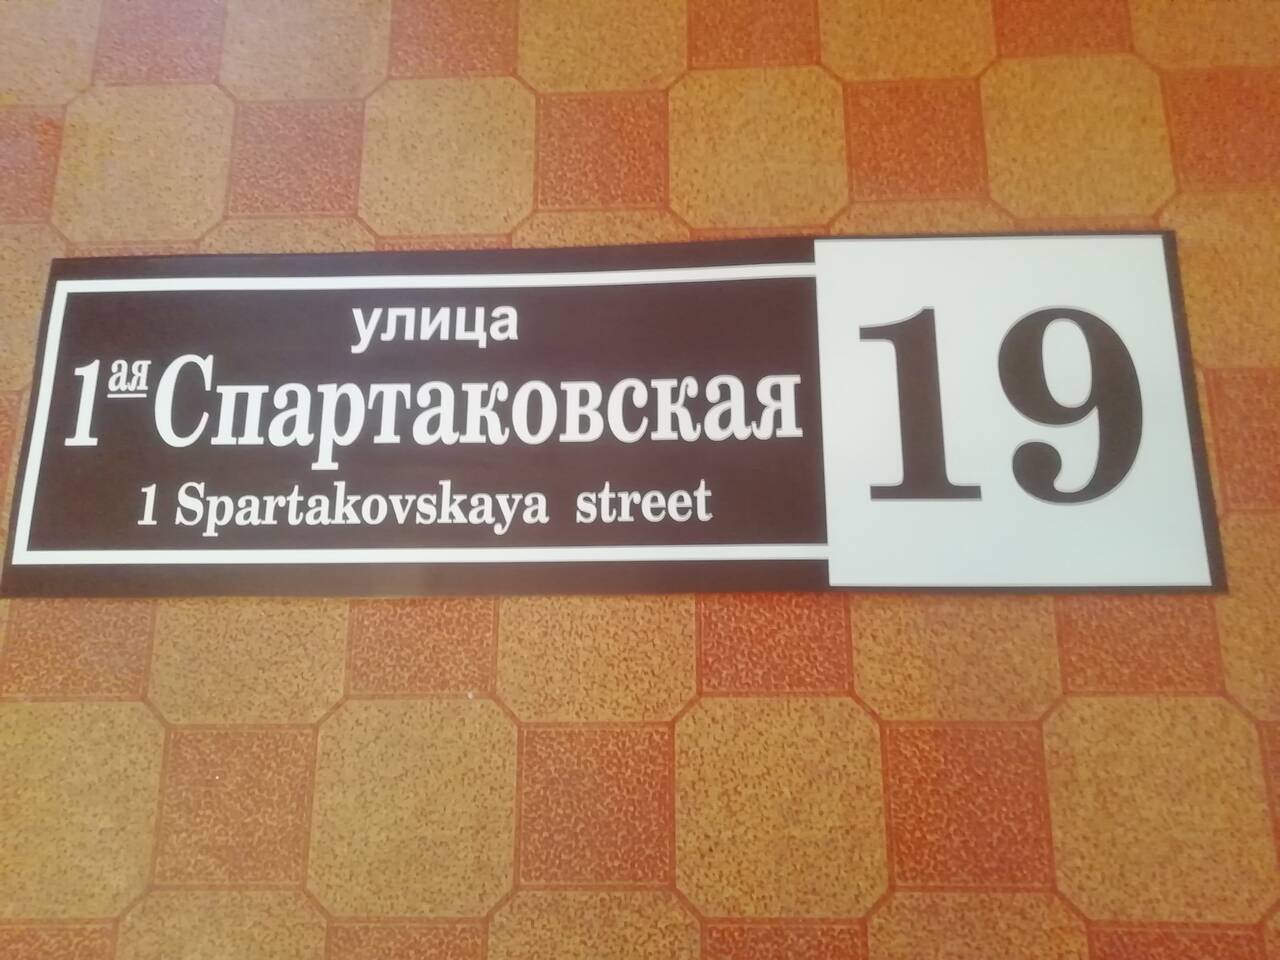 улица
1ая Спартаковская
1 Spartakovskaya street
19